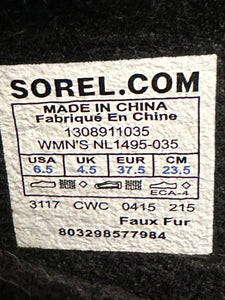 SOREL.COM
MADE IN CHINA
Fabriqué En Chine
1308911035
WMN'S NL1495-035
USA UK EUR CM
6.5 4.5 37.5 23.5
ECA-4
3117 CWC 0415 215
Faux Fur
803298577984